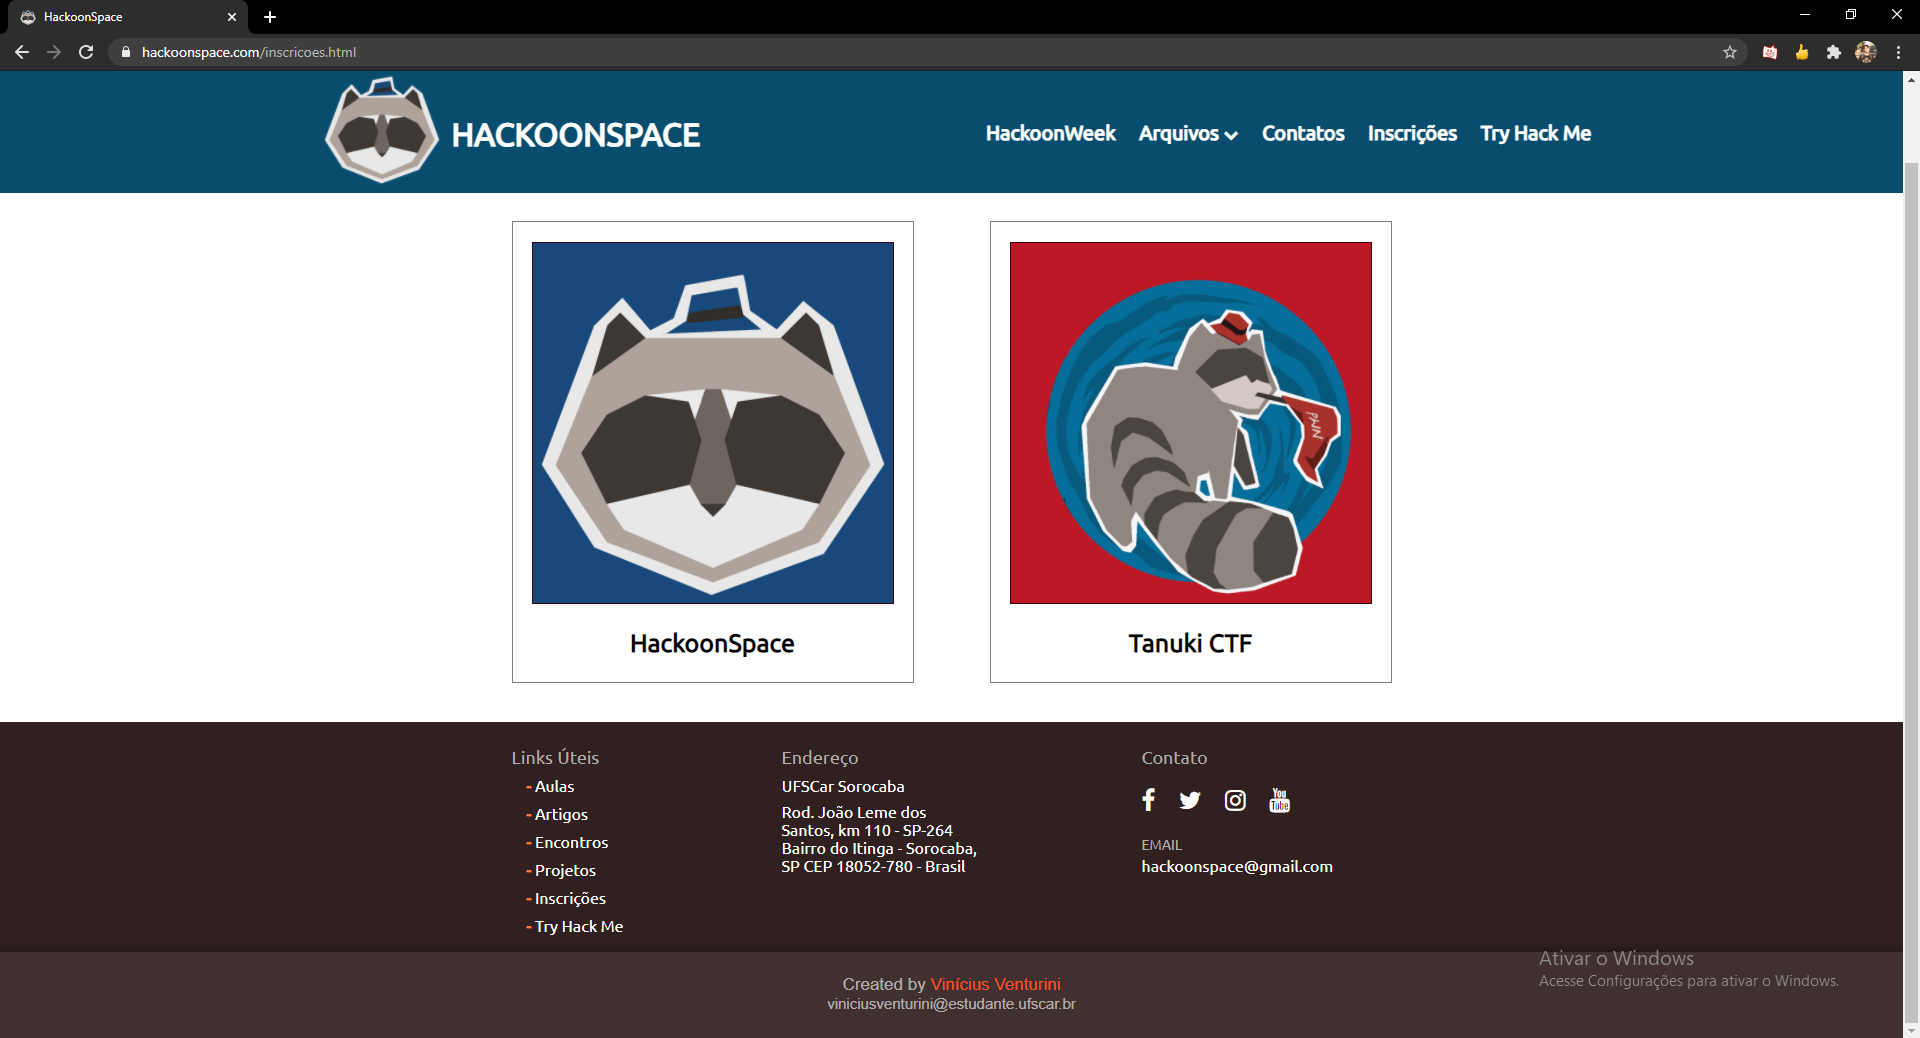 HackoonSpace
hackoonspace.com/inscricoes.html
HACKOONSPACE
HackoonWeek Arquivos Contatos Inscrições Try Hack Me
PWN
HackoonSpace
Tanuki CTF
Links Úteis
- Aulas
- Artigos
- Encontros
- Projetos
- Inscrições
- Try Hack Me
Endereço
UFSCar Sorocaba
Rod. João Leme dos
Santos, km 110 - SP-264
Bairro do Itinga - Sorocaba,
SP CEP 18052-780 - Brasil
Contato
You
Tube
EMAIL
hackoonspace@gmail.com
Ativar o Windows
Acesse Configurações para ativar o Windows.
Created by Vinícius Venturini
viniciusventurini@estudante.ufscar.br